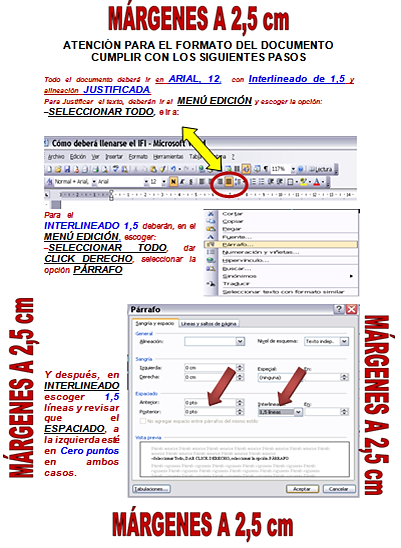 MÁRGENES A 2,5 cm
ATENCIÓN PARA EL FORMATO DEL DOCUMENTO
CUMPLIR CON LOS SIGUIENTES PASOS
Todo el documento deberá ir en ARIAL, 12, con Interlineado de 1,5 y
alineación JUSTIFICADA.
Para Justificar el texto, deberán ir al MENÚ EDICIÓN y escoger la opción:
–SELECCIONAR TODO, e ir a:
Cómo deberá llenarse el IFI - Microsoft
Archivo Edición Ver Insertar Formato Herramientas
117%
Lectura
Normal + Arial Arial 12
Para el
INTERLINEADO 1,5 deberán, en el
MENÚ EDICIÓN, escoger:
–SELECCIONAR TODO, dar
CLICK DERECHO, seleccionar la
opción PÁRRAFO
Cortar
Copiar
Pegar
Fuente...
Párrafo...
Numeración y viñetas...
Hipervínculo...
Buscar...
Sinónimos
Traducir
Seleccionar texto con formato similar
MÁRGENES A 2,5 cm
Y después, en
INTERLINEADO
escoger 1,5
líneas y revisar
que el
ESPACIADO, a
la izquierda esté
en Cero puntos
en ambos
casos.
Párrafo
Sangría y espacio Líneas y saltos de página
General
Alineación: Nivel de esquema: Texto indep.
Sangría
Izquierda: 0 cm Especial: En:
Derecha: 0 cm (ninguna)
Espaciado
Anterior: 0 pto Interlineado: En:
Posterior: 0 pto 1,5 líneas
No agregar espacio entre párrafos del mismo estilo
Vista previa
Tabulaciones... Aceptar Cancelar
MÁRGENES A 2,5 cm
MÁRGENES A 2,5 cm